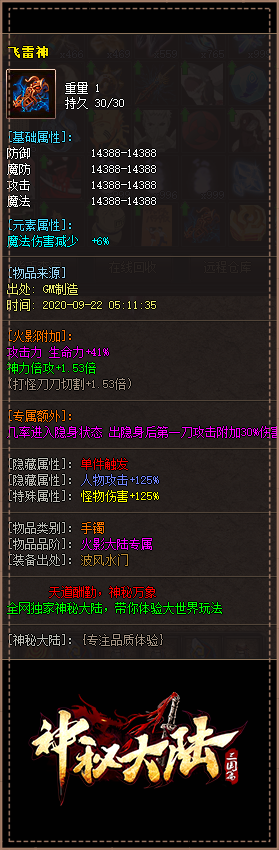 飞雷神
重量 1
持久 30/30
[基础属性]:
防御 14388-14388
魔防 14388-14388
攻击 14388-14388
魔法 14388-14388
[元素属性]:
魔法伤害减少 +6%
[物品来源]
出处: GM制造
时间: 2020-09-22 05:11:35
[火影附加]:
攻击力 生命力+41%
神力倍攻+1.53倍
(打怪刀刀切割+1.53倍)
[专属额外]:
几率进入隐身状态 出隐身后第一刀攻击附加30%伤害
[隐藏属性]: 单件触发
[隐藏属性]: 人物攻击+125%
[特殊属性]: 怪物伤害+125%
[物品类别]: 手镯
[物品品阶]: 火影大陆专属
[装备出处]: 波风水门
天道酬勤，神秘万象
全网独家神秘大陆，带你体验大世界玩法
[神秘大陆]: {专注品质体验}
神秘大陆
三国篇